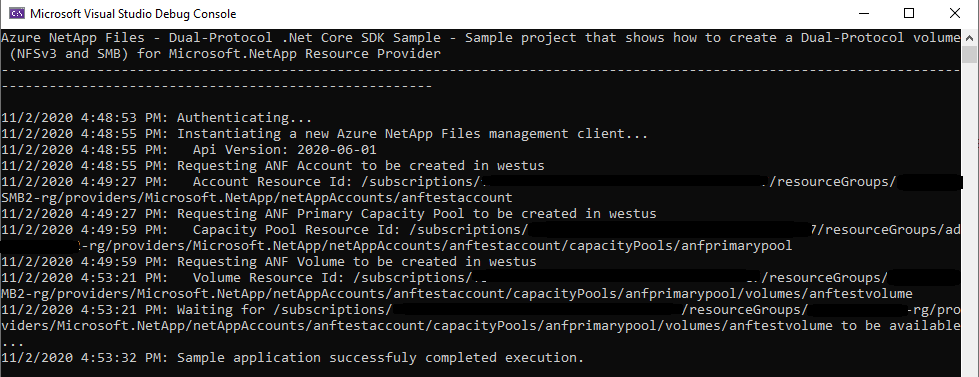 Microsoft Visual Studio Debug Console
Azure NetApp Files - Dual-Protocol .Net Core SDK Sample - Sample project that shows how to create a Dual-Protocol volume
(NFSv3 and SMB) for Microsoft.NetApp Resource Provider
------------------------------------------------------------------------------------------------------------------------
------------------------------------------------------
11/2/2020 4:48:53 PM: Authenticating...
11/2/2020 4:48:55 PM: Instantiating a new Azure NetApp Files management client...
11/2/2020 4:48:55 PM:   Api Version: 2020-06-01
11/2/2020 4:48:55 PM: Requesting ANF Account to be created in westus
11/2/2020 4:49:27 PM:   Account Resource Id: /subscriptions/ /resourceGroups/
SMB2-rg/providers/Microsoft.NetApp/netAppAccounts/anftestaccount
11/2/2020 4:49:27 PM: Requesting ANF Primary Capacity Pool to be created in westus
11/2/2020 4:49:59 PM:   Capacity Pool Resource Id: /subscriptions/ 7/resourceGroups/ad
2-rg/providers/Microsoft.NetApp/netAppAccounts/anftestaccount/capacityPools/anfprimarypool
11/2/2020 4:49:59 PM: Requesting ANF Volume to be created in westus
11/2/2020 4:53:21 PM:   Volume Resource Id: /subscriptions/ /resourceGroups/
MB2-rg/providers/Microsoft.NetApp/netAppAccounts/anftestaccount/capacityPools/anfprimarypool/volumes/anftestvolume
11/2/2020 4:53:21 PM: Waiting for /subscriptions/ /resourceGroups/ -rg/pro
viders/Microsoft.NetApp/netAppAccounts/anftestaccount/capacityPools/anfprimarypool/volumes/anftestvolume to be available
...
11/2/2020 4:53:32 PM: Sample application successfuly completed execution.